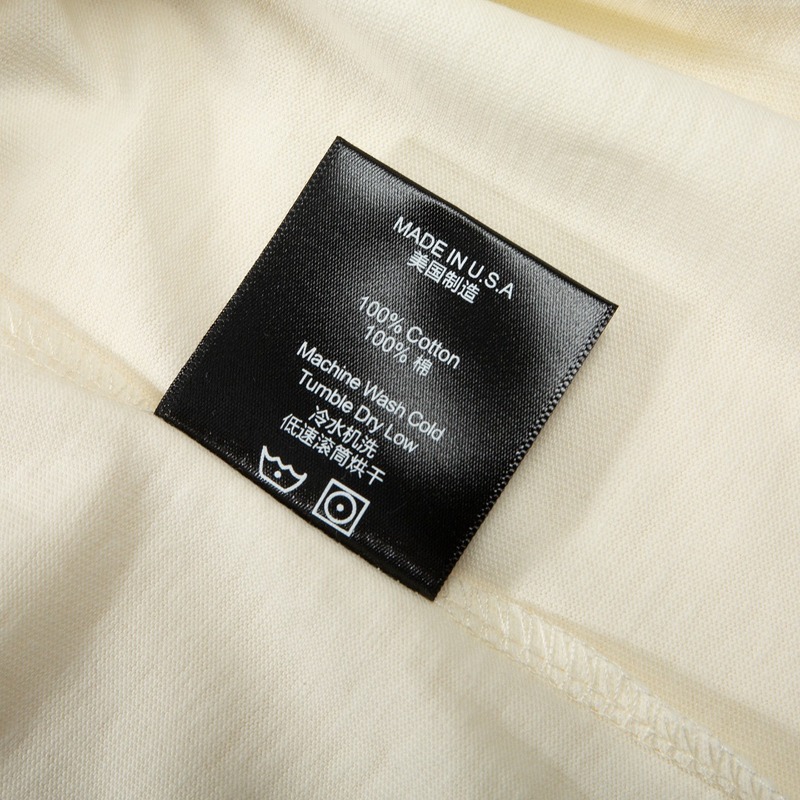 MADE IN U.S.A
美国制造
100% Cotton
100% 棉
Machine Wash Cold
Tumble Dry Low
冷水机洗
低速滚筒烘干